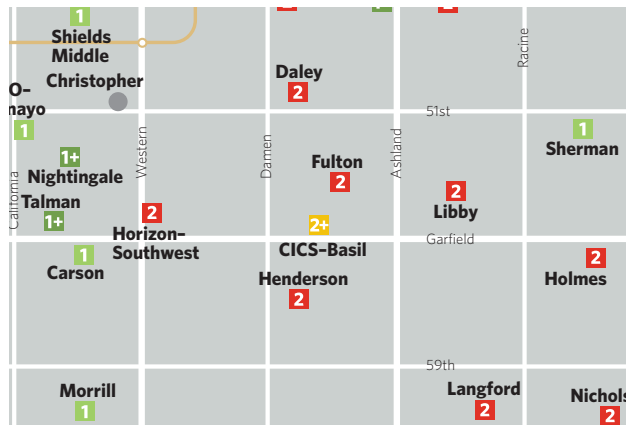 1
Shields
Middle
Racine
Christopher
Daley
2
O–
mayo
1
51st
1
Sherman
1+
Nightingale
Western
Damen
Ashland
Fulton
2
California
Talman
1+
2
Horizon–
Southwest
2
Libby
2+
CICS–Basil
Garfield
1
Carson
Henderson
2
2
Holmes
59th
Morrill
1
Langford
2
Nichols
2